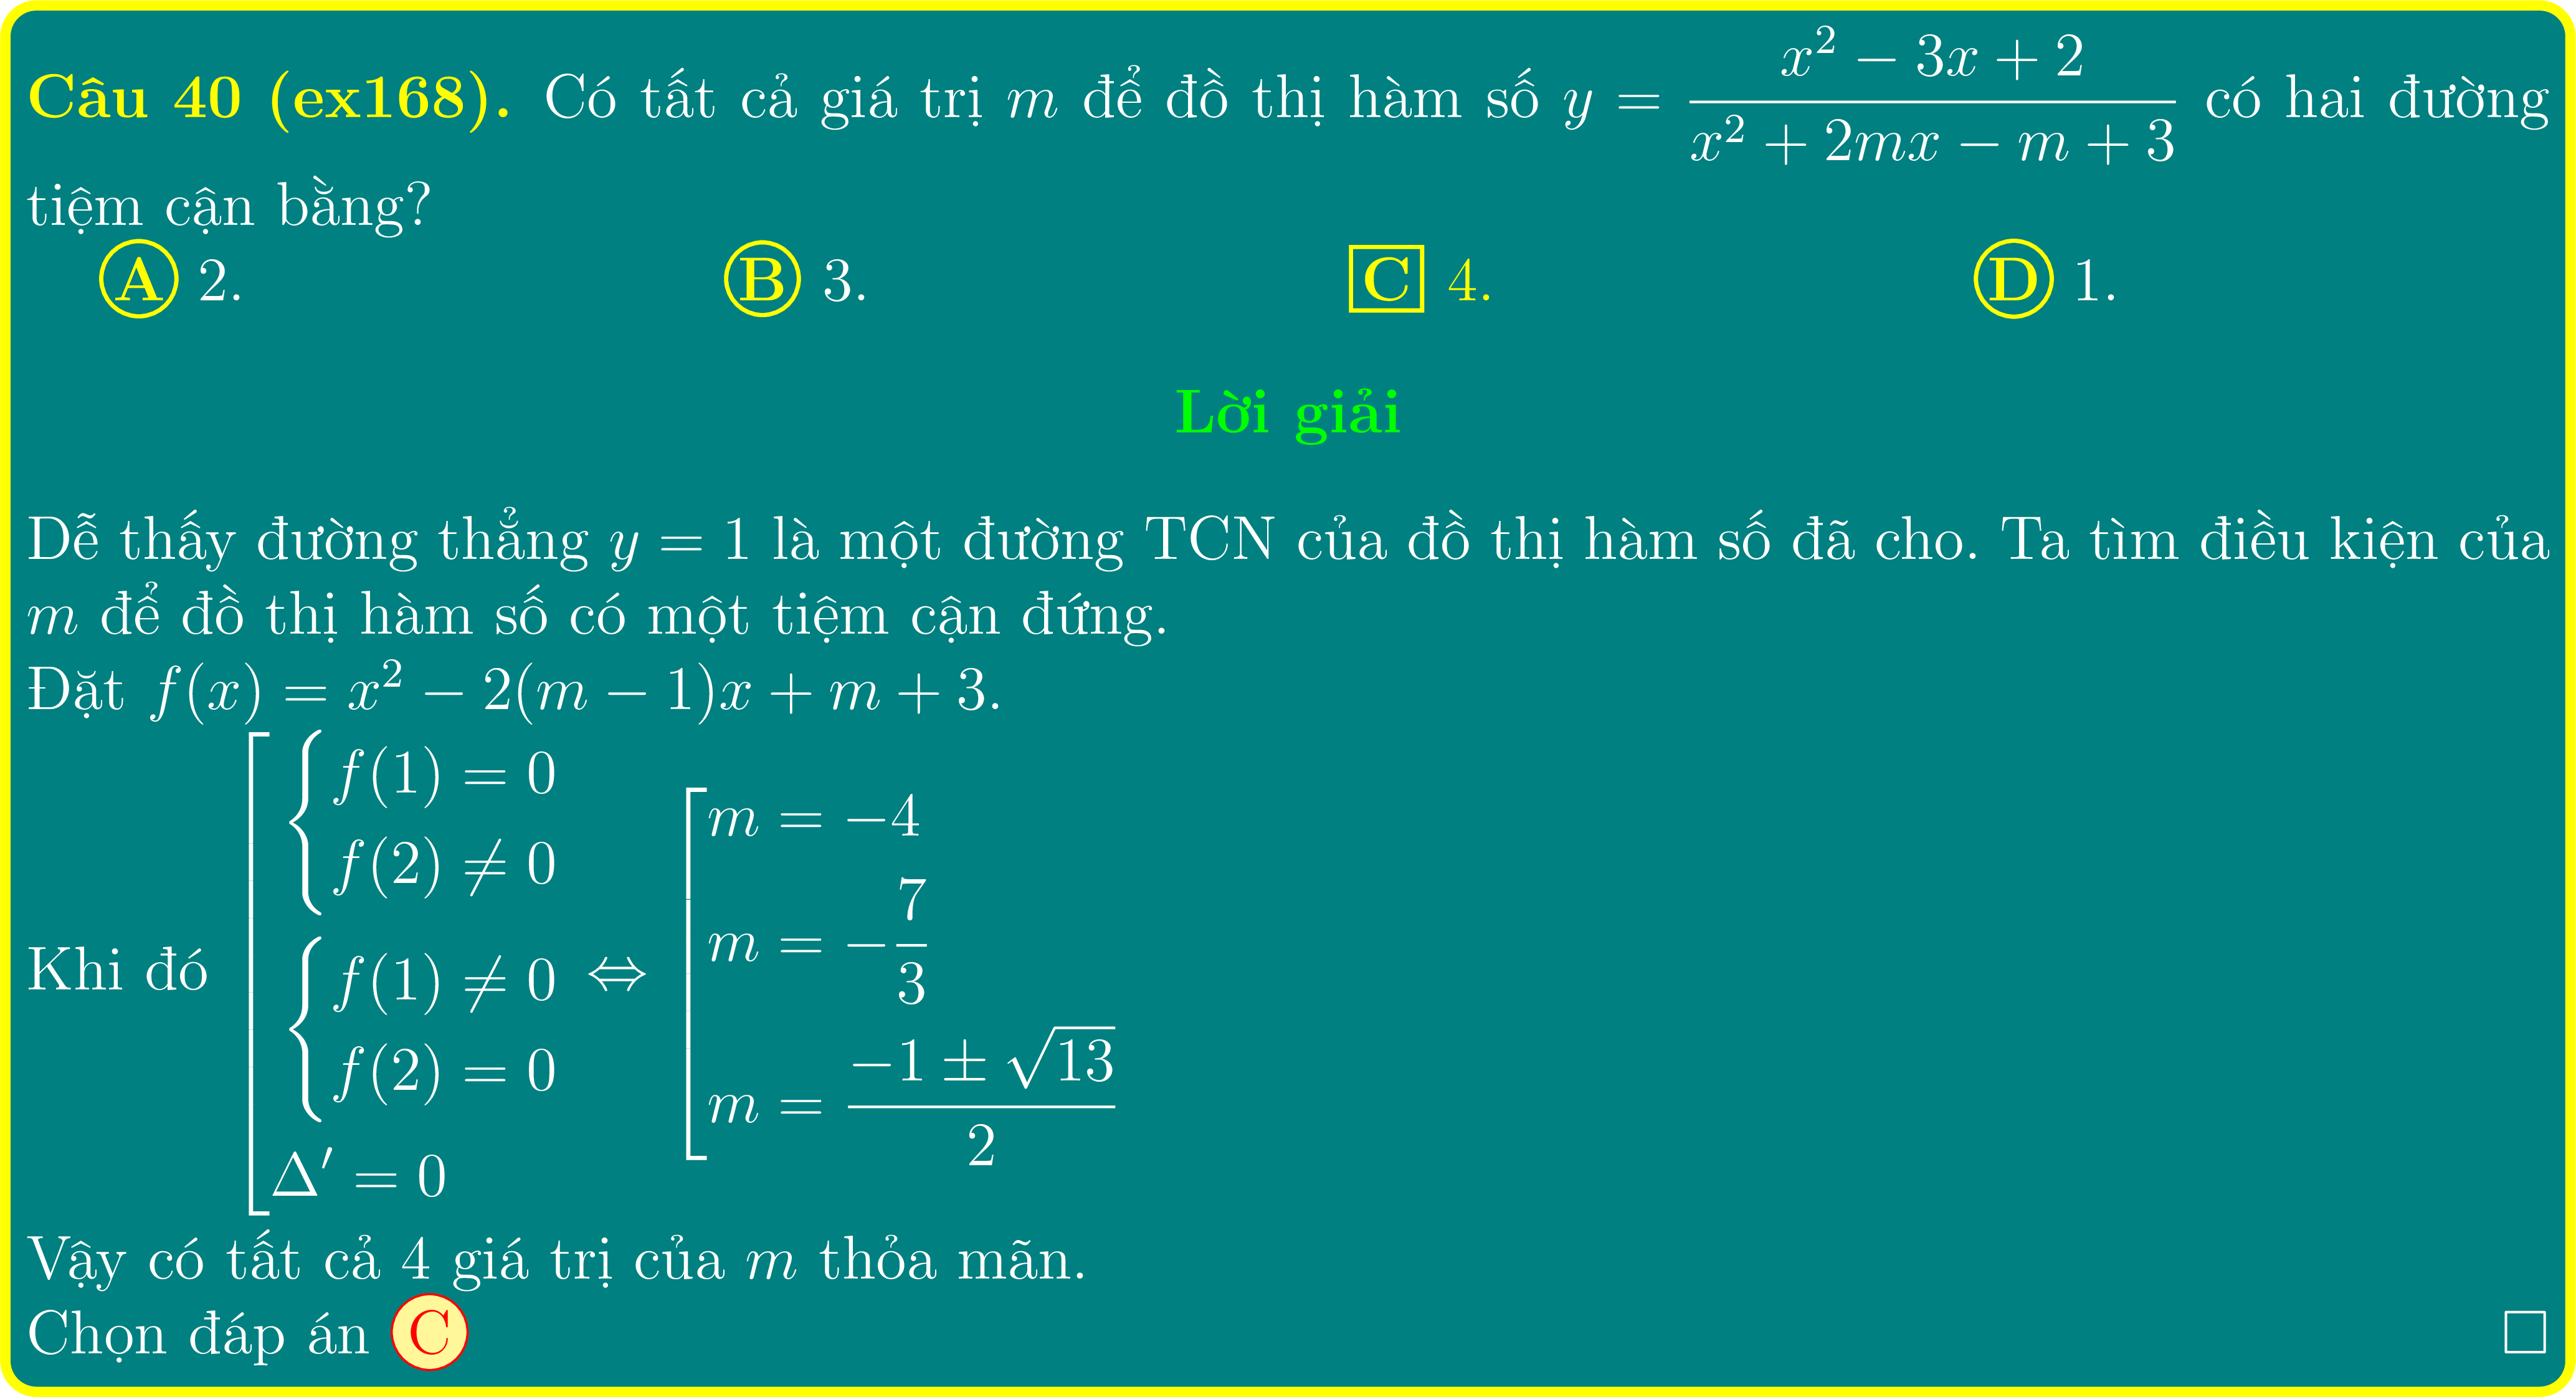 Câu 40 (ex168). Có tất cả giá trị m để đồ thị hàm số y = \frac{x^2 - 3x + 2}{x^2 + 2mx - m + 3} có hai đường
tiệm cận bằng?
A 2. B 3. C 4. D 1.
Lời giải
Dễ thấy đường thẳng y = 1 là một đường TCN của đồ thị hàm số đã cho. Ta tìm điều kiện của
m để đồ thị hàm số có một tiệm cận đứng.
Đặt f(x) = x^2 - 2(m - 1)x + m + 3.
Khi đó \left[\begin{array}{l} \begin{cases} f(1) = 0 \\ f(2) \neq 0 \end{cases} \\ \begin{cases} f(1) \neq 0 \\ f(2) = 0 \end{cases} \\ \Delta' = 0 \end{array}\right. \Leftrightarrow \left[\begin{array}{l} m = -4 \\ m = -\frac{7}{3} \\ m = \frac{-1 \pm \sqrt{13}}{2} \end{array}\right.
Vậy có tất cả 4 giá trị của m thỏa mãn.
Chọn đáp án C □